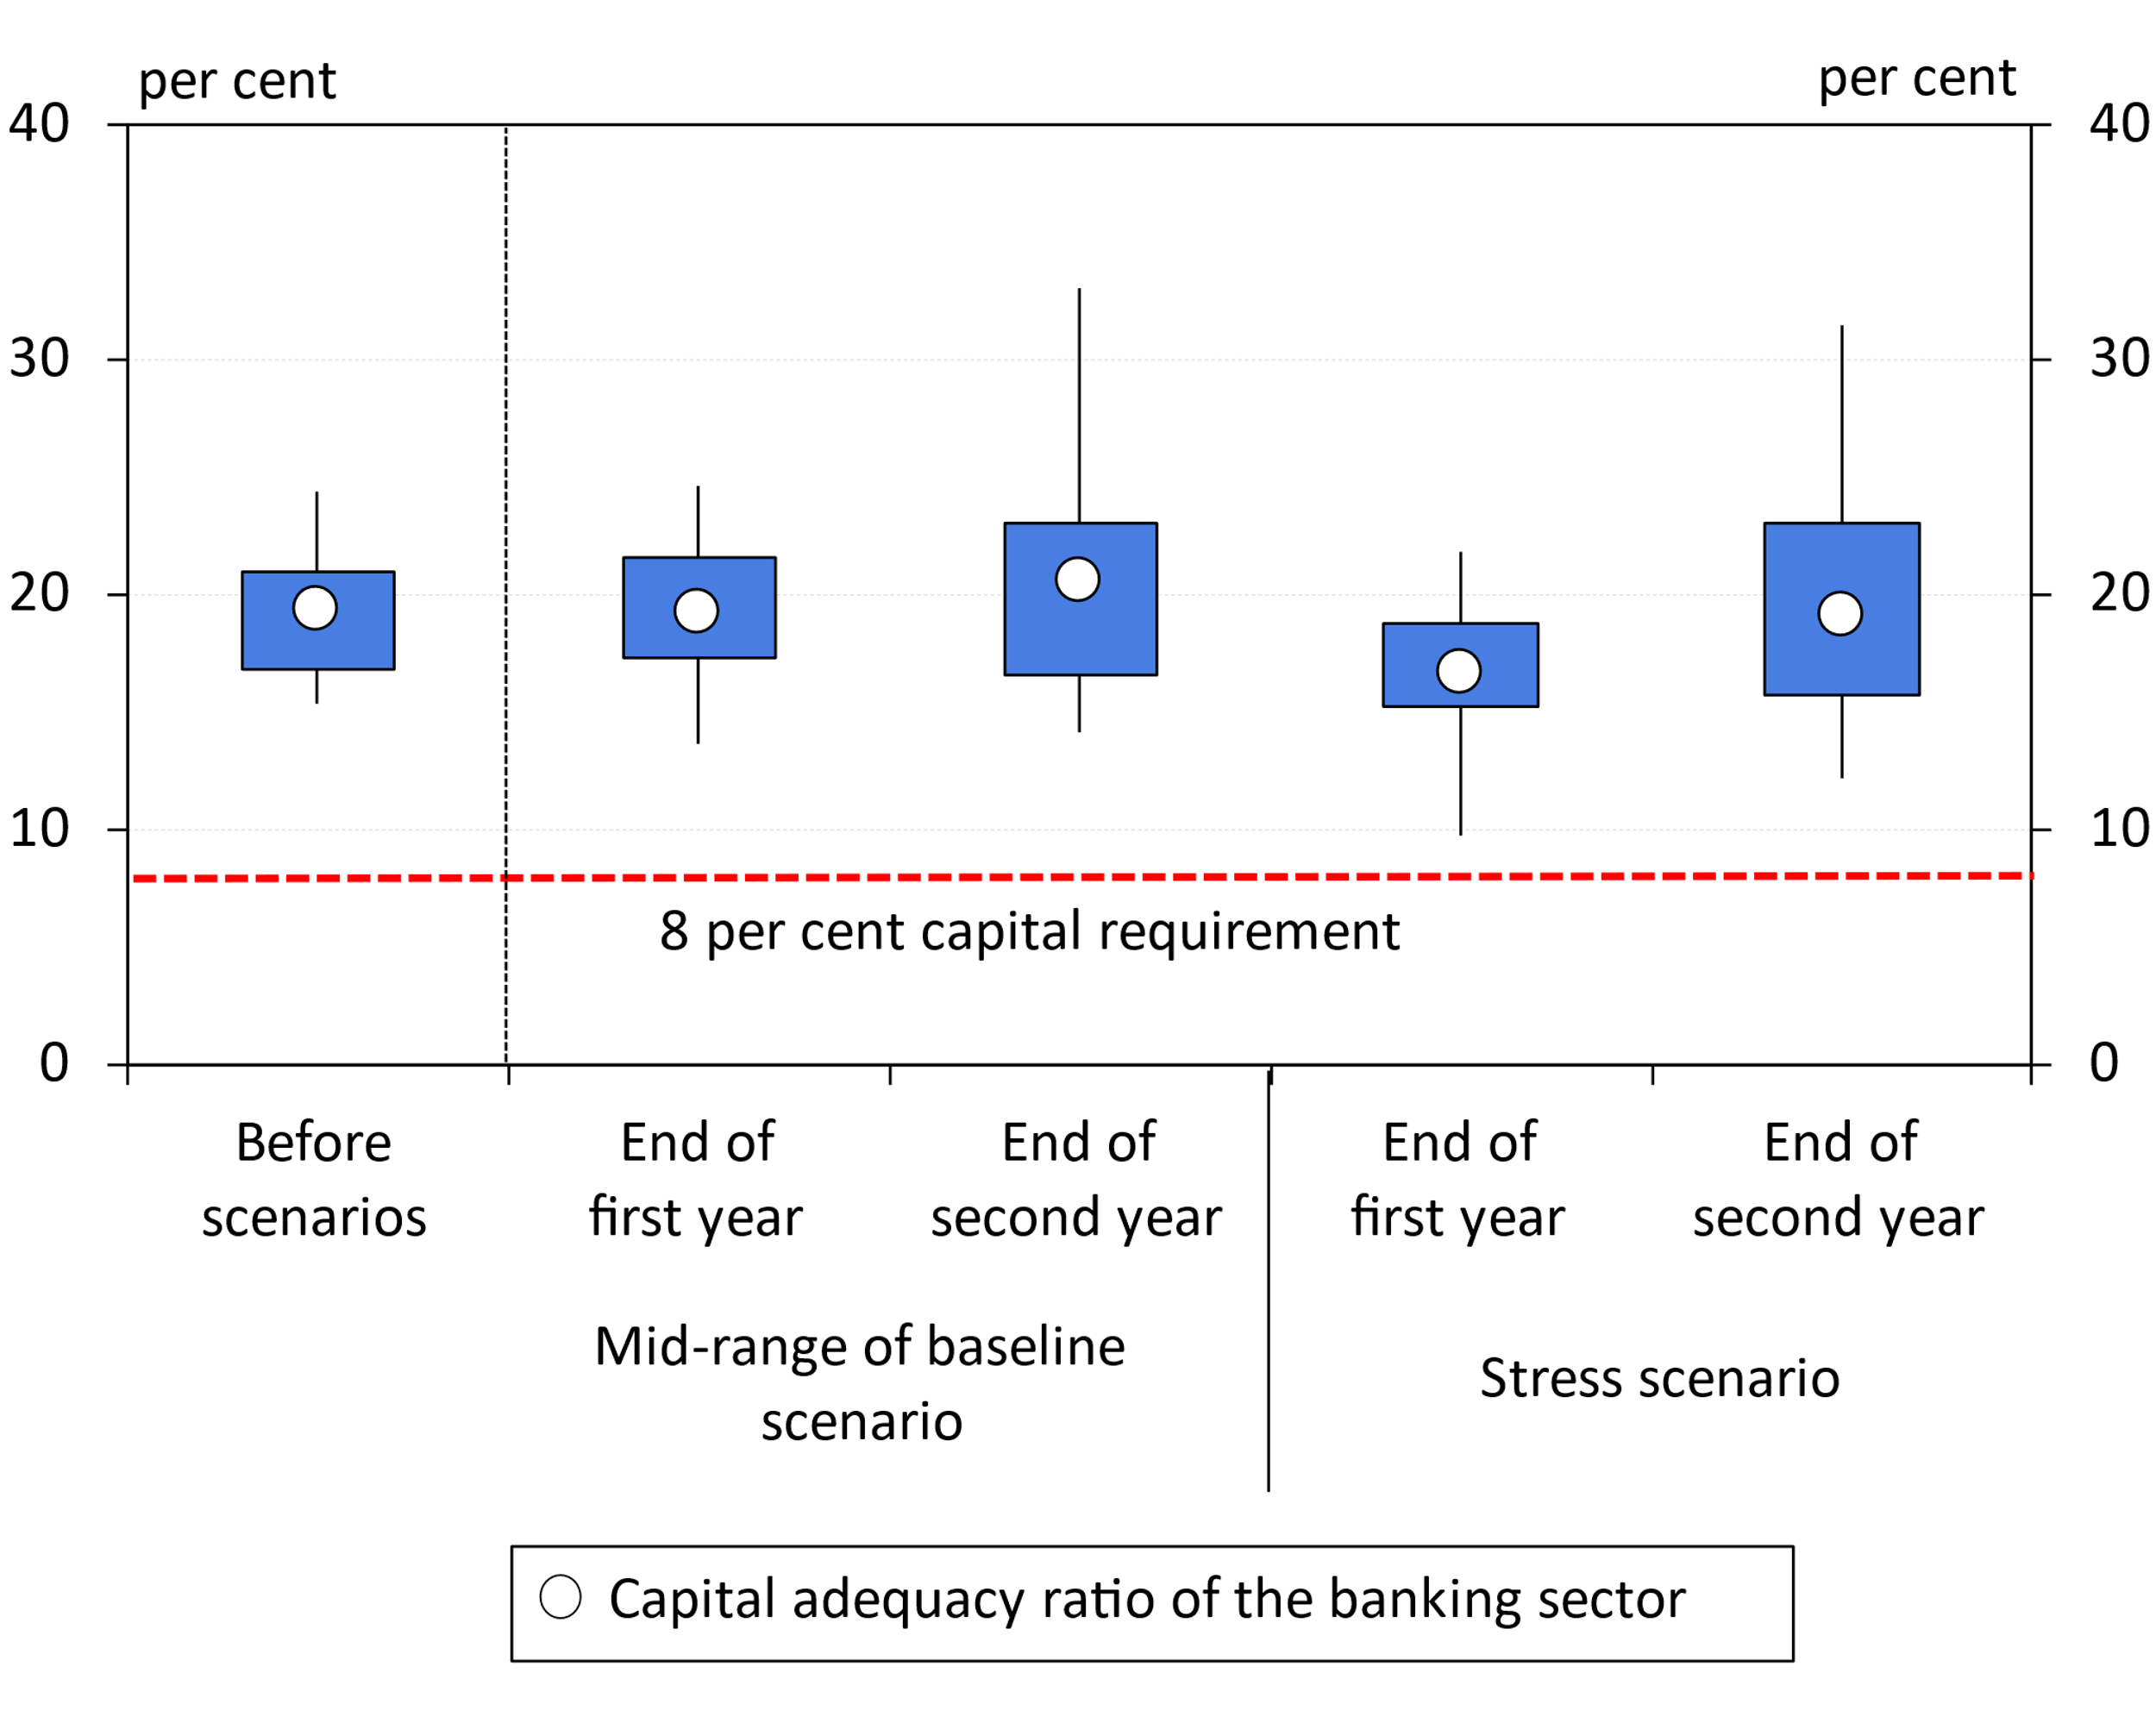 per cent
per cent
40
40
30
30
20
20
10
10
8 per cent capital requirement
0
0
Before
scenarios
End of
first year
End of
second year
End of
first year
End of
second year
Mid-range of baseline
scenario
Stress scenario
Capital adequacy ratio of the banking sector